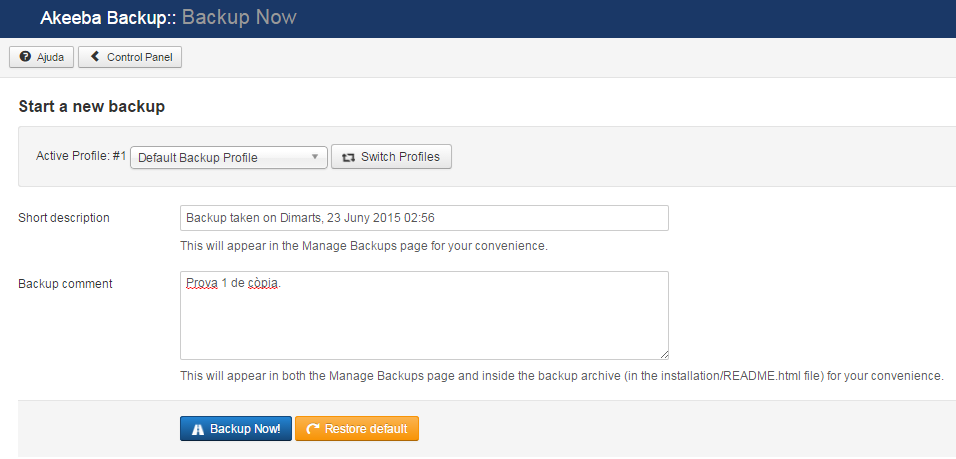 Akeeba Backup:: Backup Now
Ajuda Control Panel
Start a new backup
Active Profile: #1 Default Backup Profile Switch Profiles
Short description Backup taken on Dimarts, 23 Juny 2015 02:56
This will appear in the Manage Backups page for your convenience.
Backup comment Prova 1 de còpia.
This will appear in both the Manage Backups page and inside the backup archive (in the installation/README.html file) for your convenience.
Backup Now! Restore default